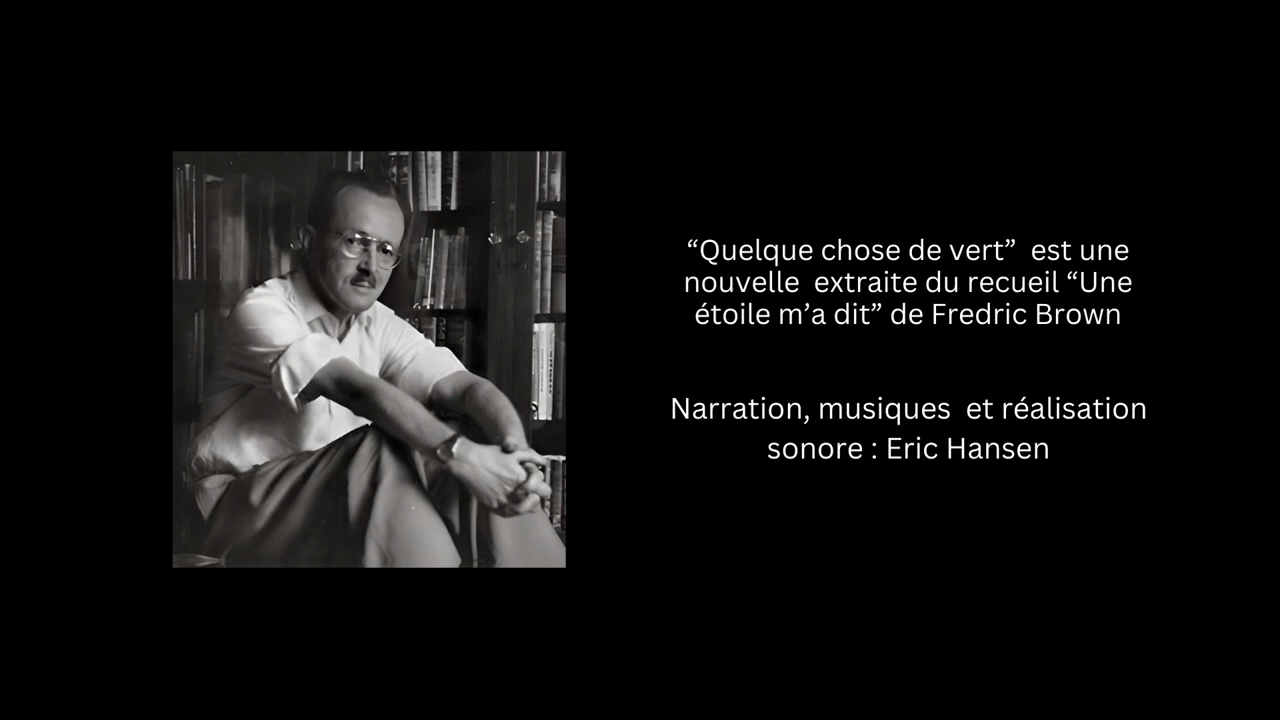 “Quelque chose de vert”  est une
nouvelle  extraite du recueil “Une
étoile m’a dit” de Fredric Brown
Narration, musiques  et réalisation
sonore : Eric Hansen